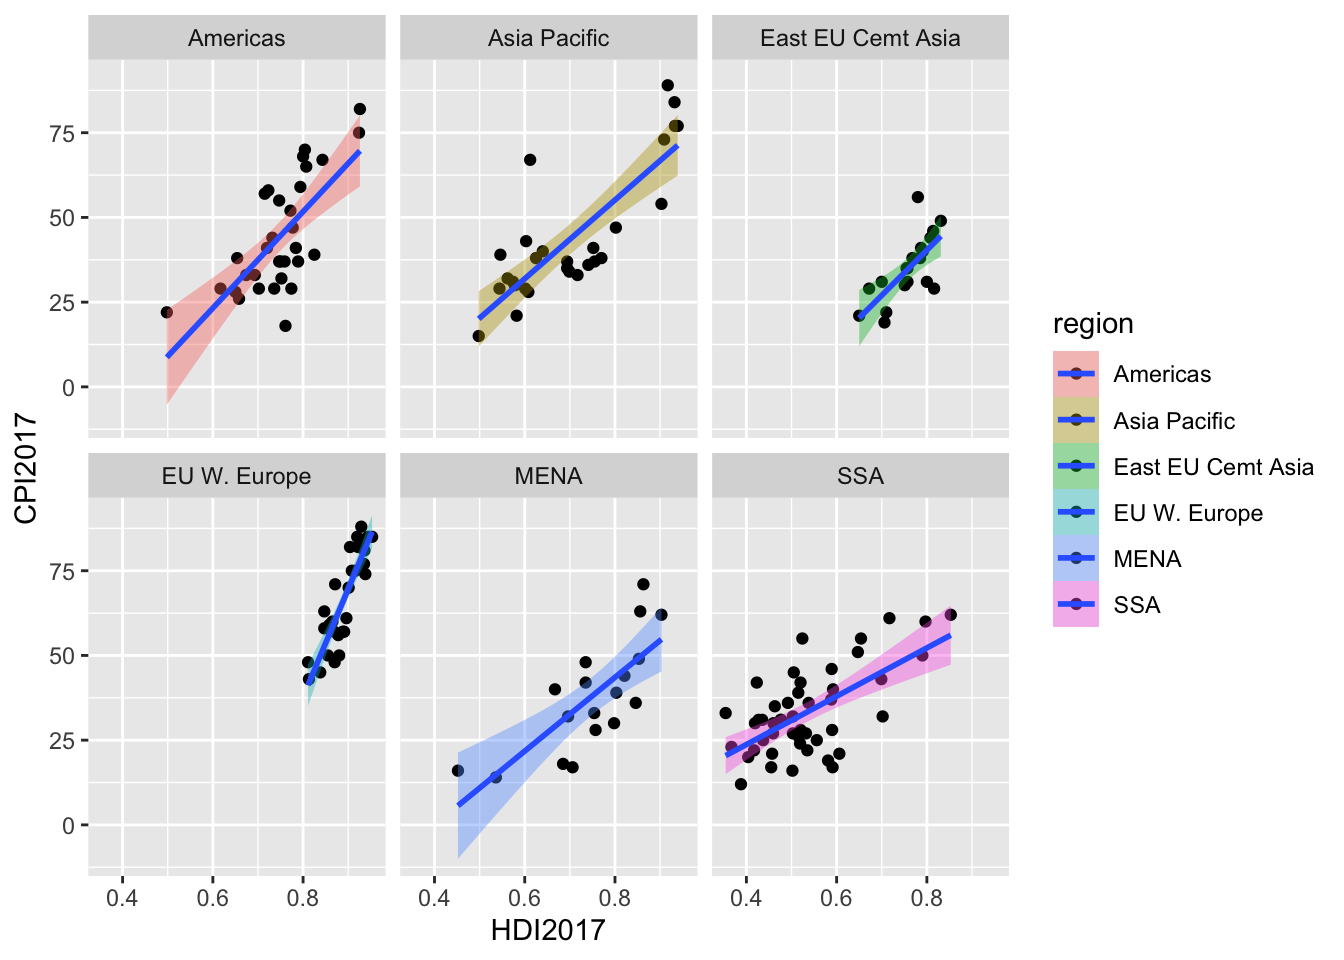 Americas
Asia Pacific
East EU Cemt Asia
75
50
25
0
EU W. Europe
MENA
SSA
75
50
25
0
0.4 0.6 0.8
0.4 0.6 0.8
0.4 0.6 0.8
HDI2017
CPI2017
region
Americas
Asia Pacific
East EU Cemt Asia
EU W. Europe
MENA
SSA